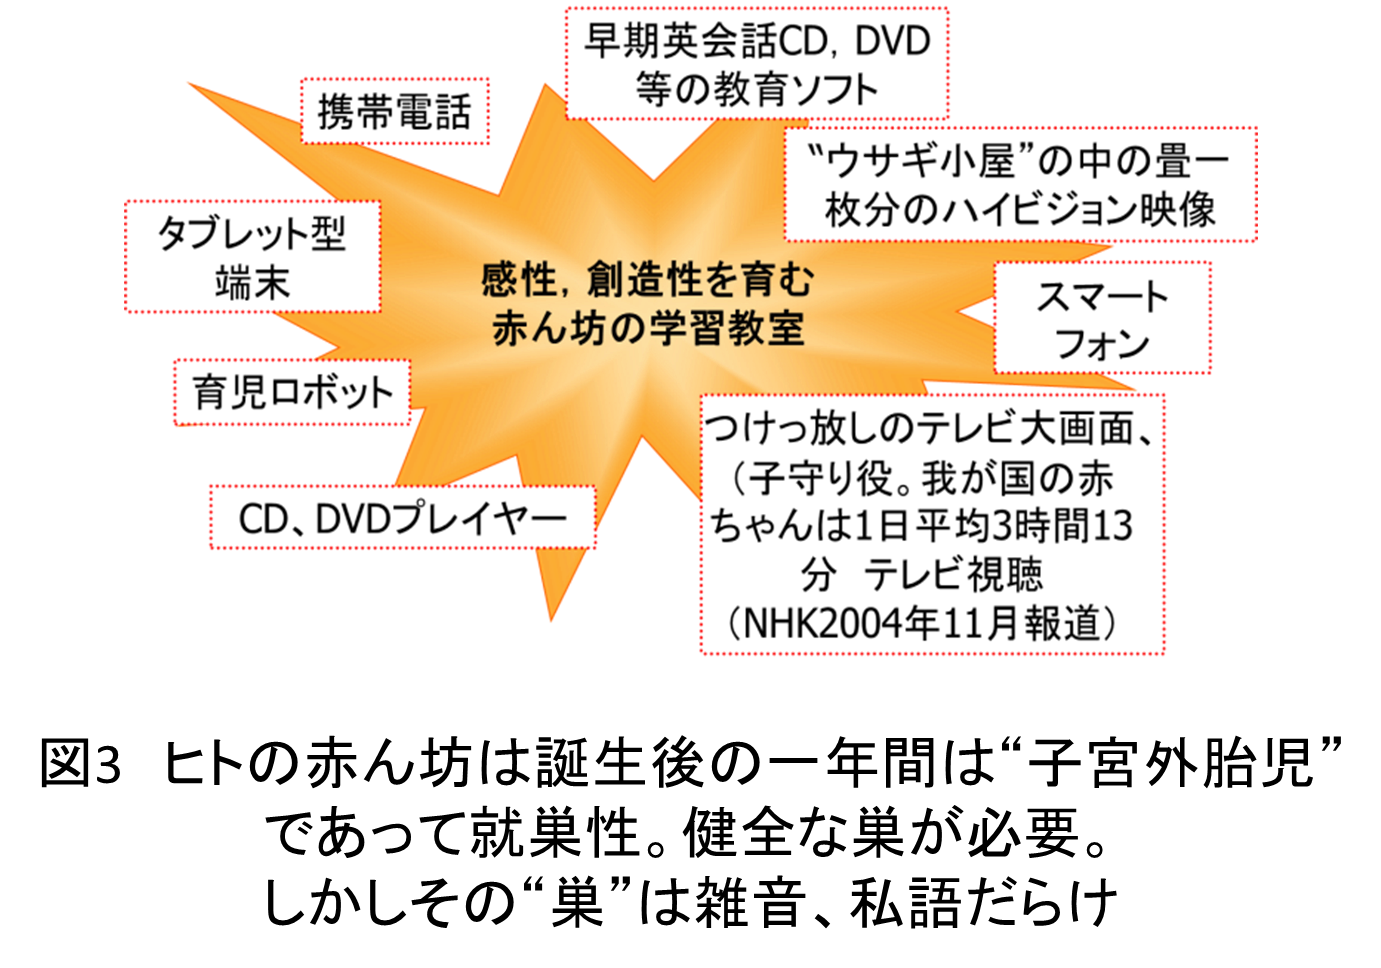 早期英会話CD，DVD
等の教育ソフト
携帯電話
〝ウサギ小屋”の中の畳一
枚分のハイビジョン映像
タブレット型
端末
感性，創造性を育む
赤ん坊の学習教室
スマート
フォン
育児ロボット
つけっ放しのテレビ大画面、
（子守り役。我が国の赤
ちゃんは1日平均3時間13
分　テレビ視聴
（NHK2004年11月報道）
CD、DVDプレイヤー
図3　ヒトの赤ん坊は誕生後の一年間は“子宮外胎児”
であって就巣性。健全な巣が必要。
しかしその“巣”は雑音、私語だらけ